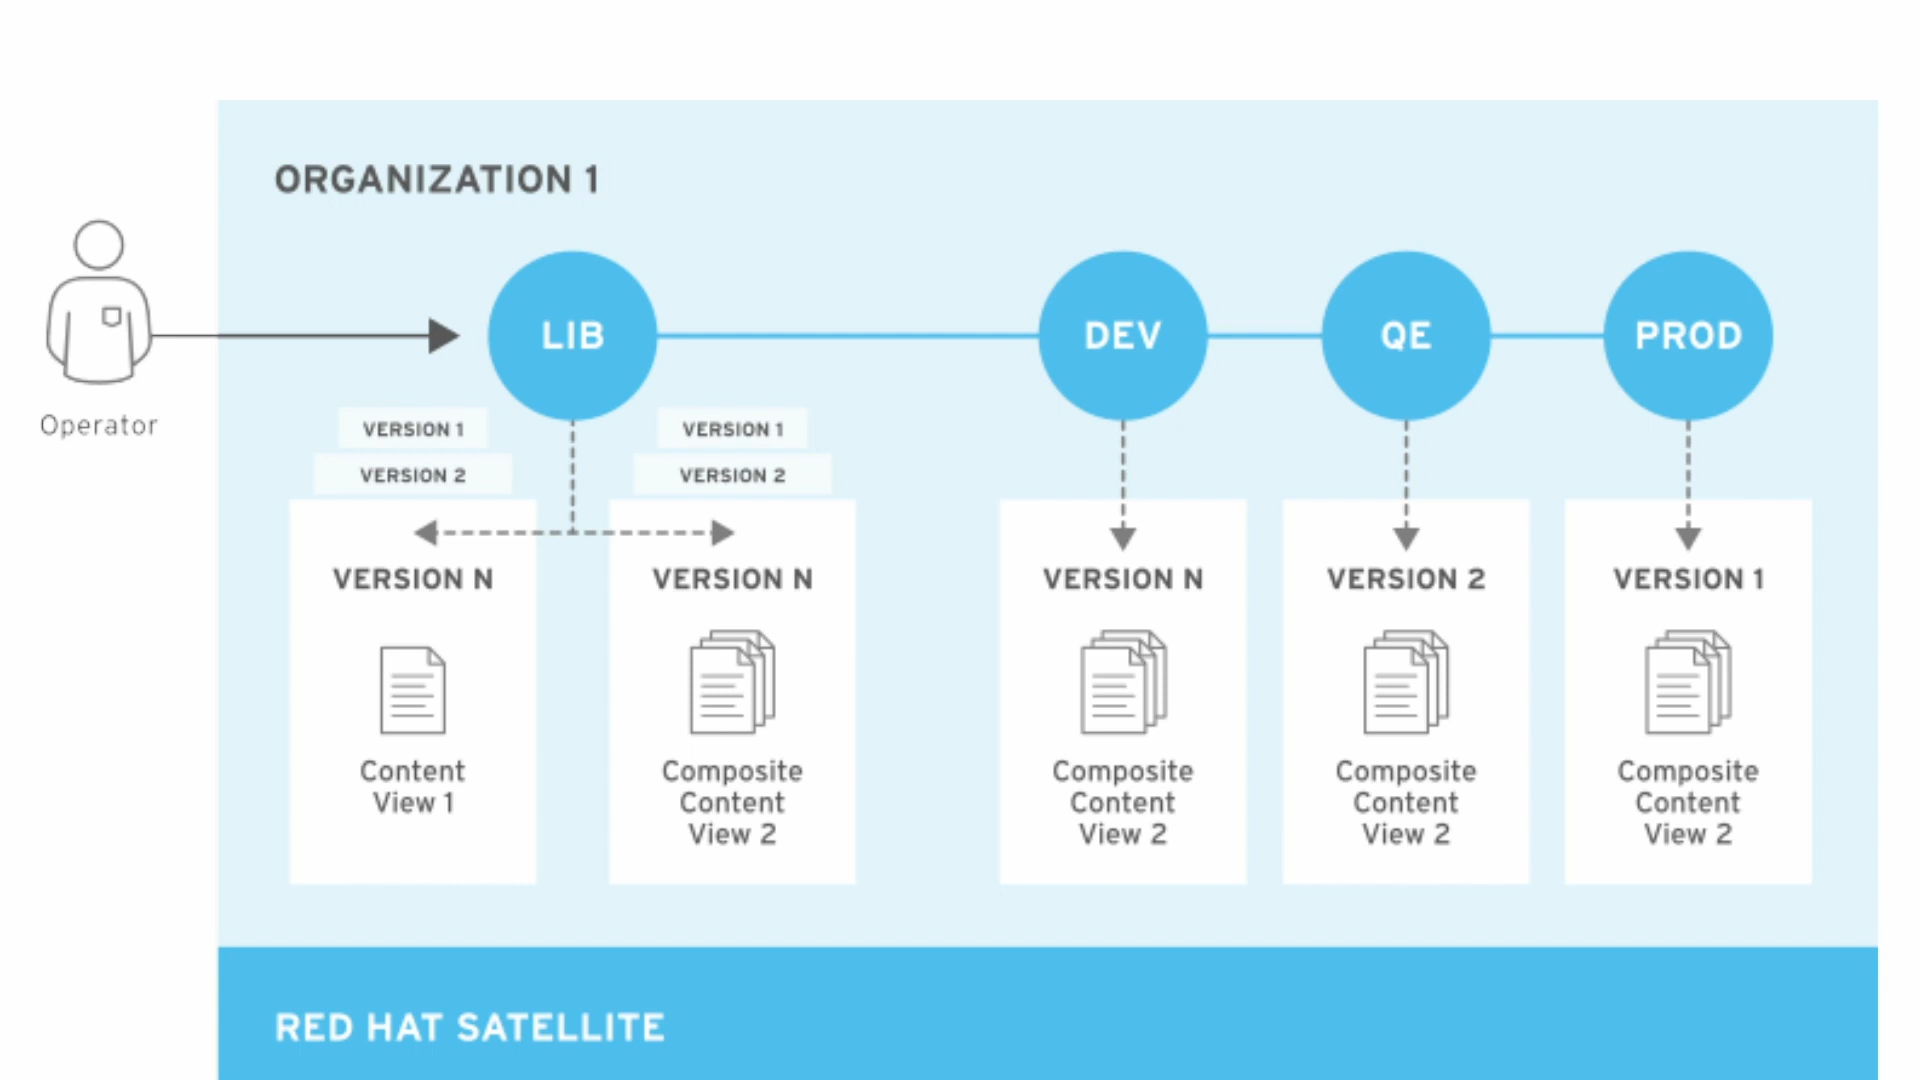 ORGANIZATION 1
LIB
DEV
QE
PROD
Operator
VERSION 1
VERSION 2
VERSION 1
VERSION 2
VERSION N
Content
View 1
VERSION N
Composite
Content
View 2
VERSION N
Composite
Content
View 2
VERSION 2
Composite
Content
View 2
VERSION 1
Composite
Content
View 2
RED HAT SATELLITE